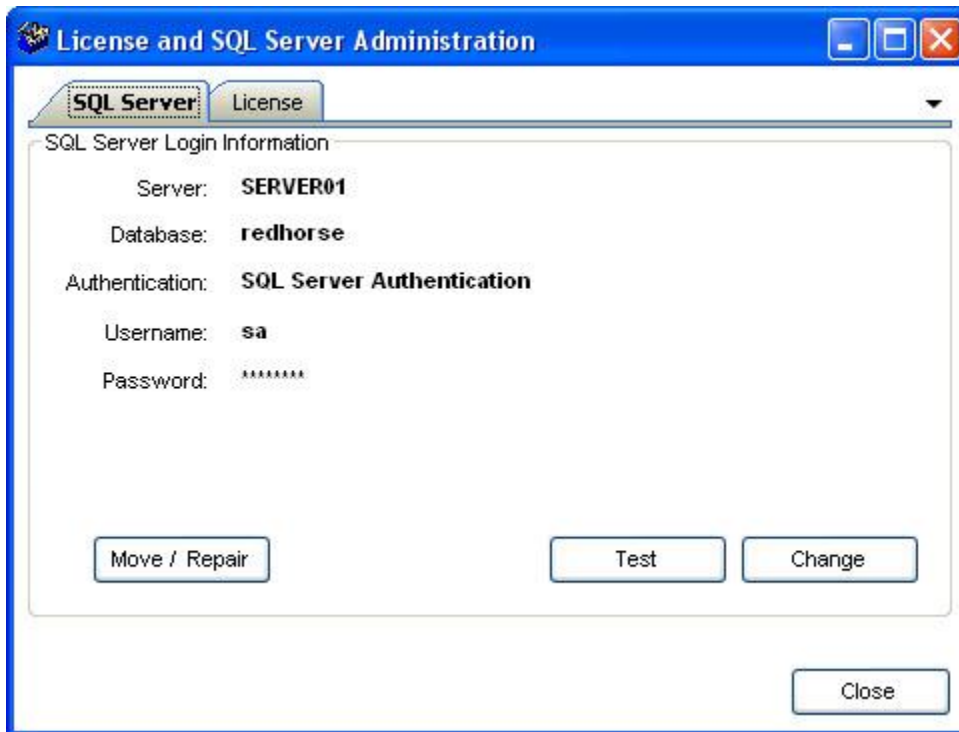 License and SQL Server Administration
SQL Server License
SQL Server Login Information
Server: SERVER01
Database: redhorse
Authentication: SQL Server Authentication
Username: sa
Password: ********
Move / Repair Test Change
Close